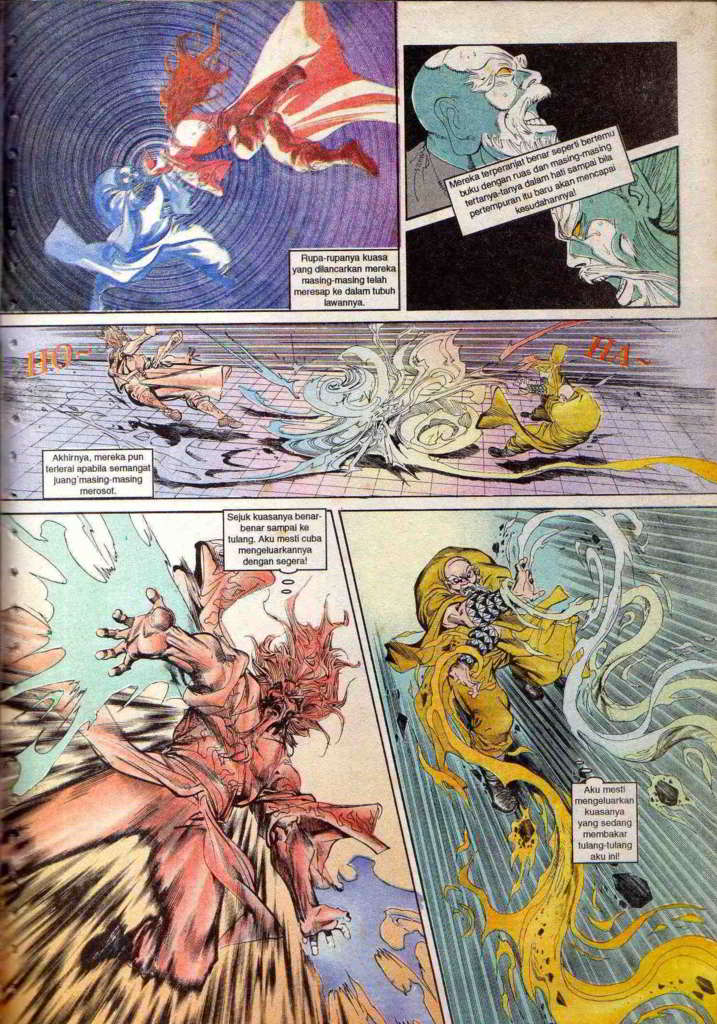 Rupa-rupanya kuasa
yang dilancarkan mereka
masing-masing telah
meresap ke dalam tubuh
lawannya.
Mereka terperanjat benar seperti bertemu
buku dengan ruas dan masing-masing
tertanya-tanya dalam hati sampai bila
pertempuran itu baru akan mencapai
kesudahannya!
HO~
HA~
Akhirnya, mereka pun
terlerai apabila semangat
juang masing-masing
merosot.
Sejuk kuasanya benar-
benar sampai ke
tulang. Aku mesti cuba
mengeluarkannya
dengan segera!
Aku mesti
mengeluarkan
kuasanya
yang sedang
membakar
tulang-tulang
aku ini!